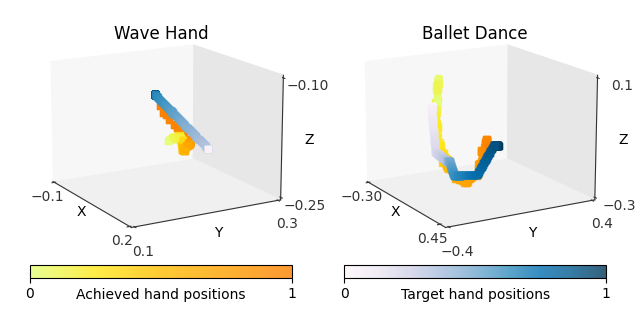 Wave Hand
Ballet Dance
−0.10
0.1
Z
Z
−0.1
−0.30
−0.25
−0.3
X
X
Y
Y
0.3
0.4
0.2
0.45
0.1
−0.4
0
Achieved hand positions
1
0
Target hand positions
1